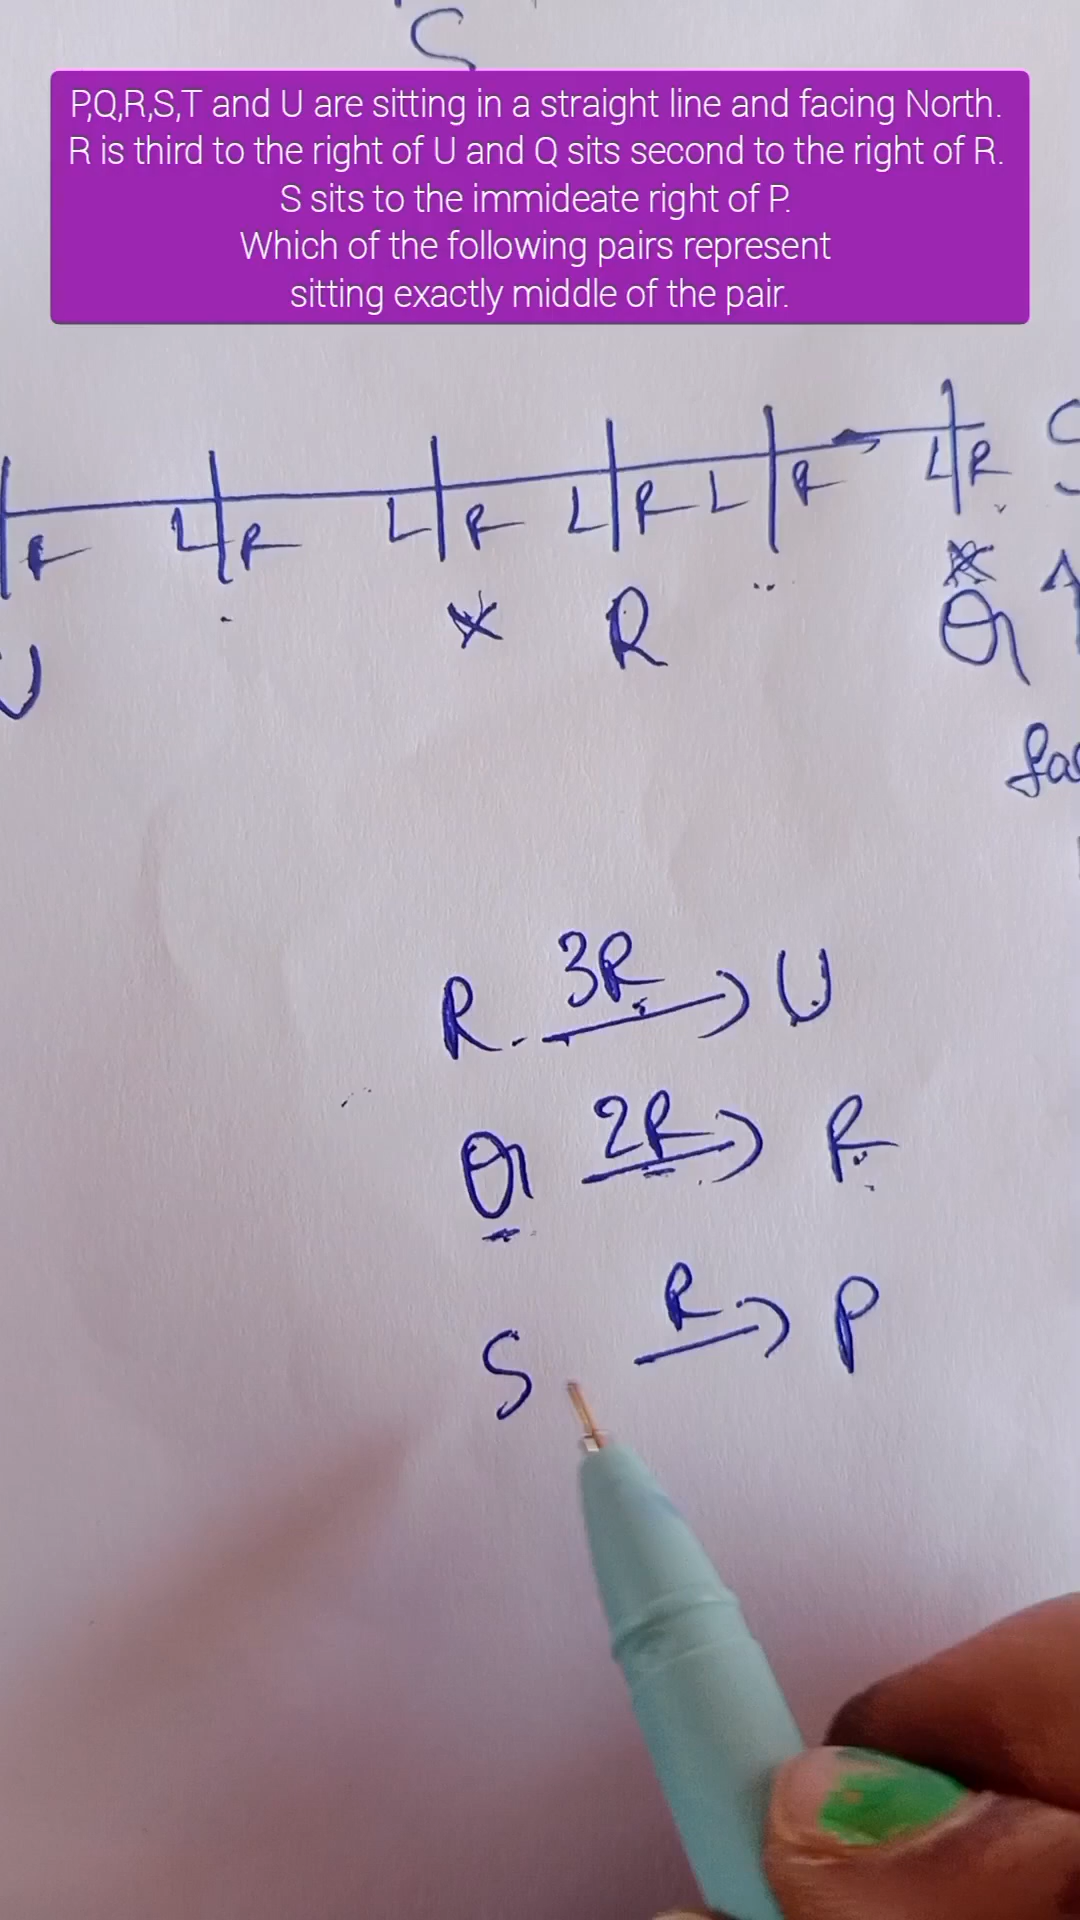 S
P,Q,R,S,T and U are sitting in a straight line and facing North.
R is third to the right of U and Q sits second to the right of R.
S sits to the immideate right of P.
Which of the following pairs represent
sitting exactly middle of the pair.
R L R L R L R L R L R
U R Q
R 3R U
Q 2R R
S R P